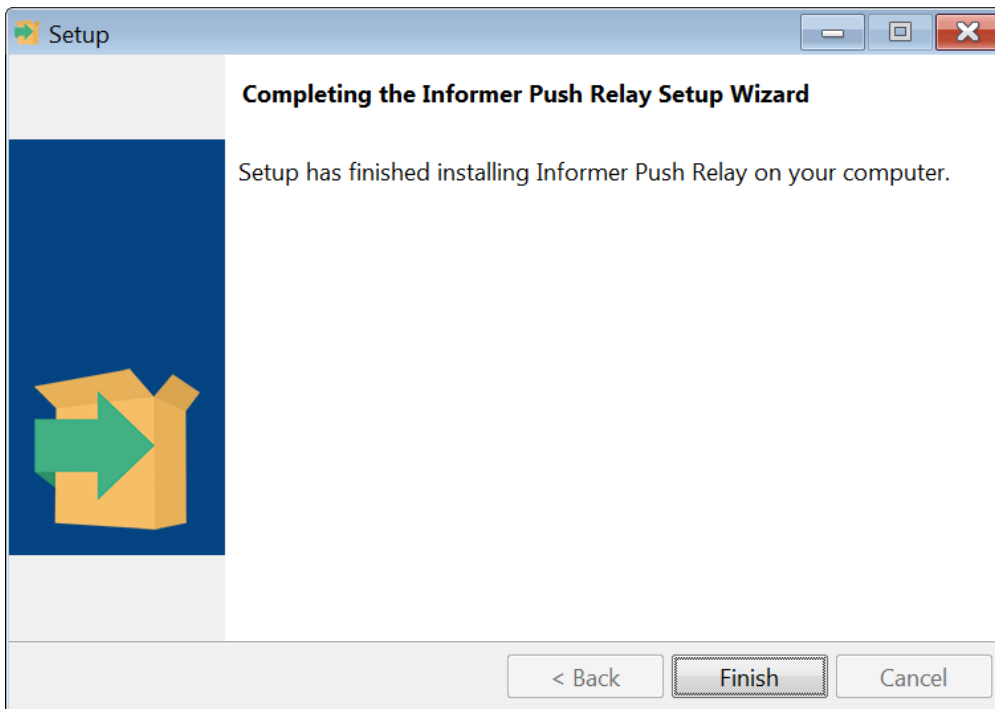 Setup
Completing the Informer Push Relay Setup Wizard
Setup has finished installing Informer Push Relay on your computer.
< Back Finish Cancel